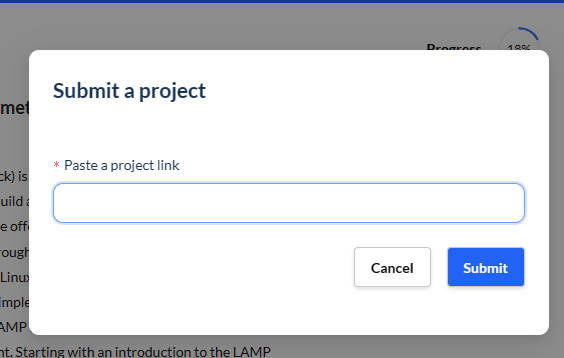 Progress
18%
Submit a project
* Paste a project link
Cancel
Submit
met
ck) is
uild a
e offe
rough
Linux
imple
AMP
nt. Starting with an introduction to the LAMP